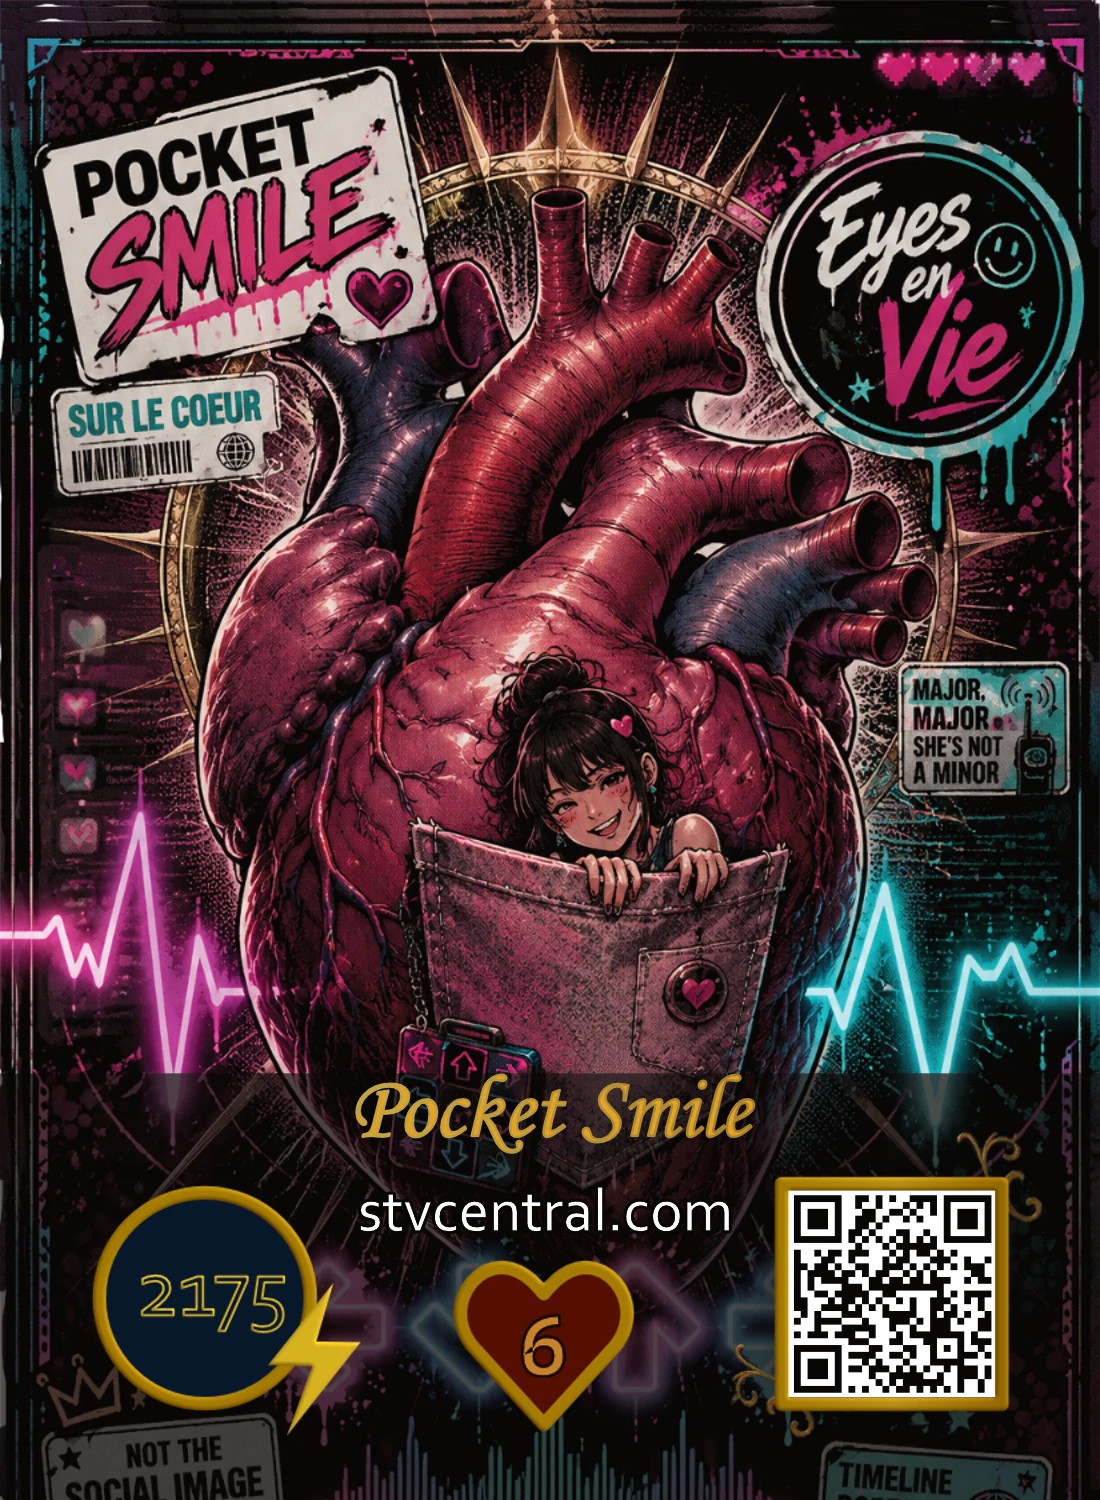 POCKET
SMILE
Eyes
en
Vie
SUR LE COEUR
MAJOR,
MAJOR
SHE'S NOT
A MINOR
Pocket Smile
stvcentral.com
2175
6
NOT THE
SOCIAL IMAGE
TIMELINE